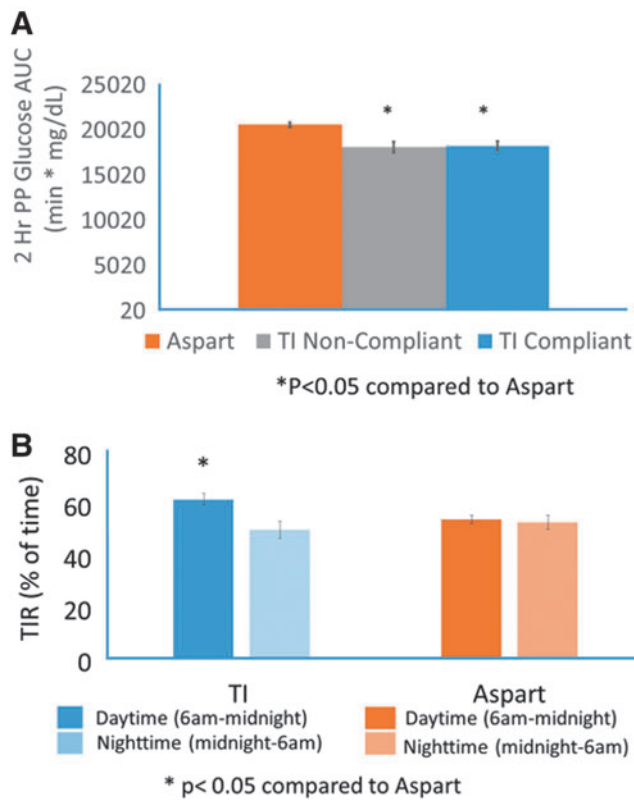 A
2 Hr PP Glucose AUC
(min * mg/dL)
25020
20020
15020
10020
5020
20
* *
Aspart TI Non-Compliant TI Compliant
*P<0.05 compared to Aspart
B
TIR (% of time)
80
60
40
20
0
*
TI Aspart
Daytime (6am-midnight) Daytime (6am-midnight)
Nighttime (midnight-6am) Nighttime (midnight-6am)
* p< 0.05 compared to Aspart